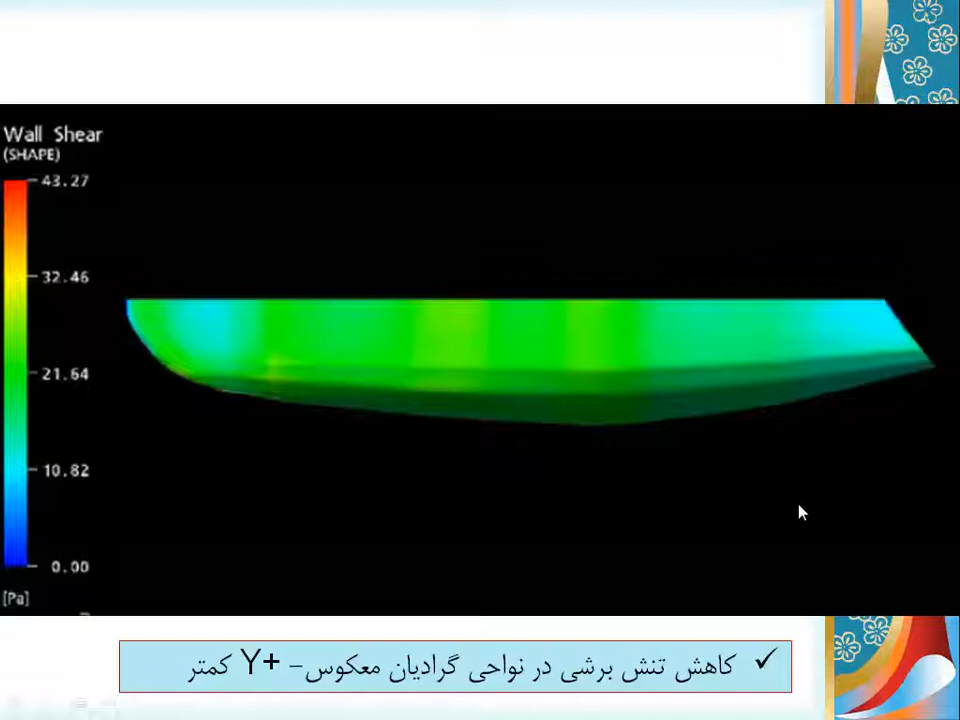 Wall Shear
(SHAPE)
43.27
32.46
21.64
10.82
0.00
[Pa]
✓ کاهش تنش برشی در نواحی گرادیان معکوس- Y+ کمتر